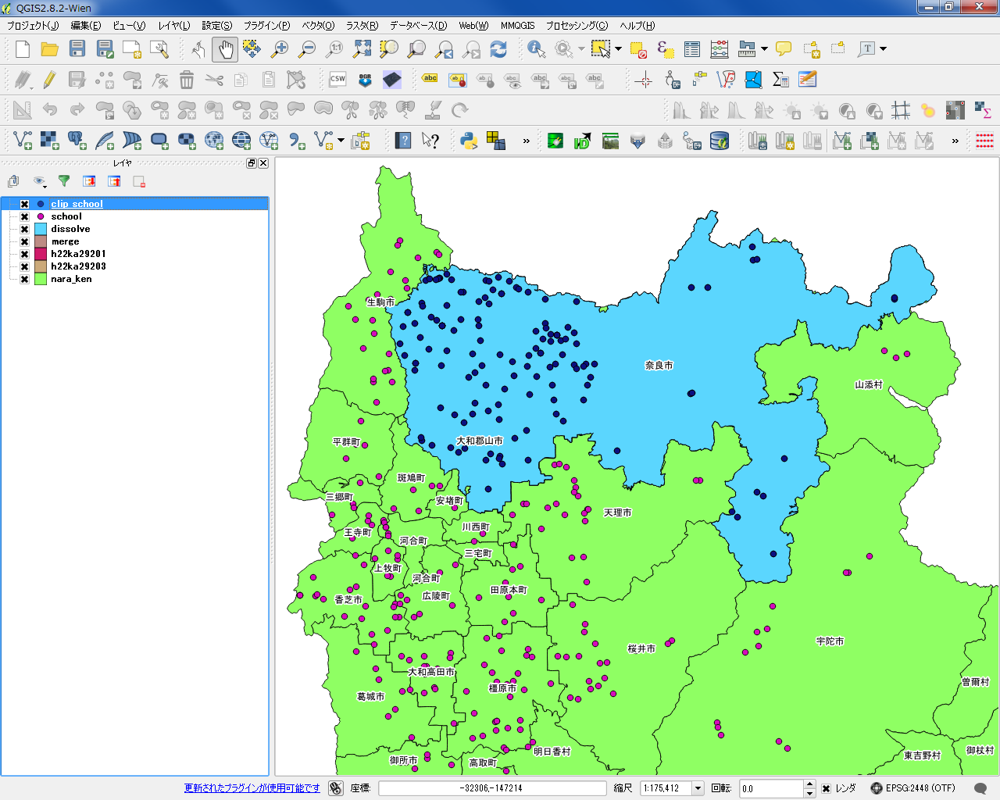 QGIS2.8.2-Wien
プロジェクト(J) 編集(E) ビュー(V) レイヤ(L) 設定(S) プラグイン(P) ベクタ(O) ラスタ(R) データベース(D) Web(W) MMQGIS プロセッシング(C) ヘルプ(H)
レイヤ
clip_school
school
dissolve
merge
h22ka29201
h22ka29203
nara_ken
生駒市
奈良市
山添村
平群町
大和郡山市
斑鳩町
三郷町
安堵町
天理市
川西町
王寺町
河合町
三宅町
上牧町
河合町
田原本町
香芝市
広陵町
宇陀市
桜井市
大和高田市
曽爾村
橿原市
葛城市
明日香村
御杖村
東吉野村
御所市
高取町
更新されたプラグインが使用可能です 座標: -32306,-147214 縮尺 1:175,412 回転: 0.0 レンダ EPSG:2448 (OTF)